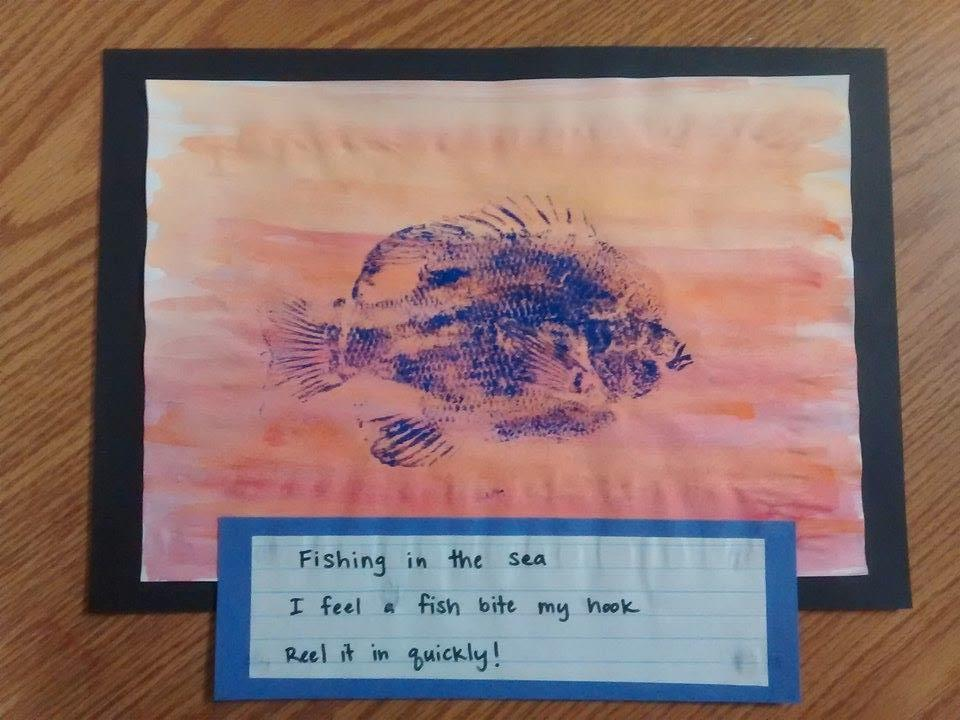 Fishing in the sea
I feel a fish bite my hook
Reel it in quickly!